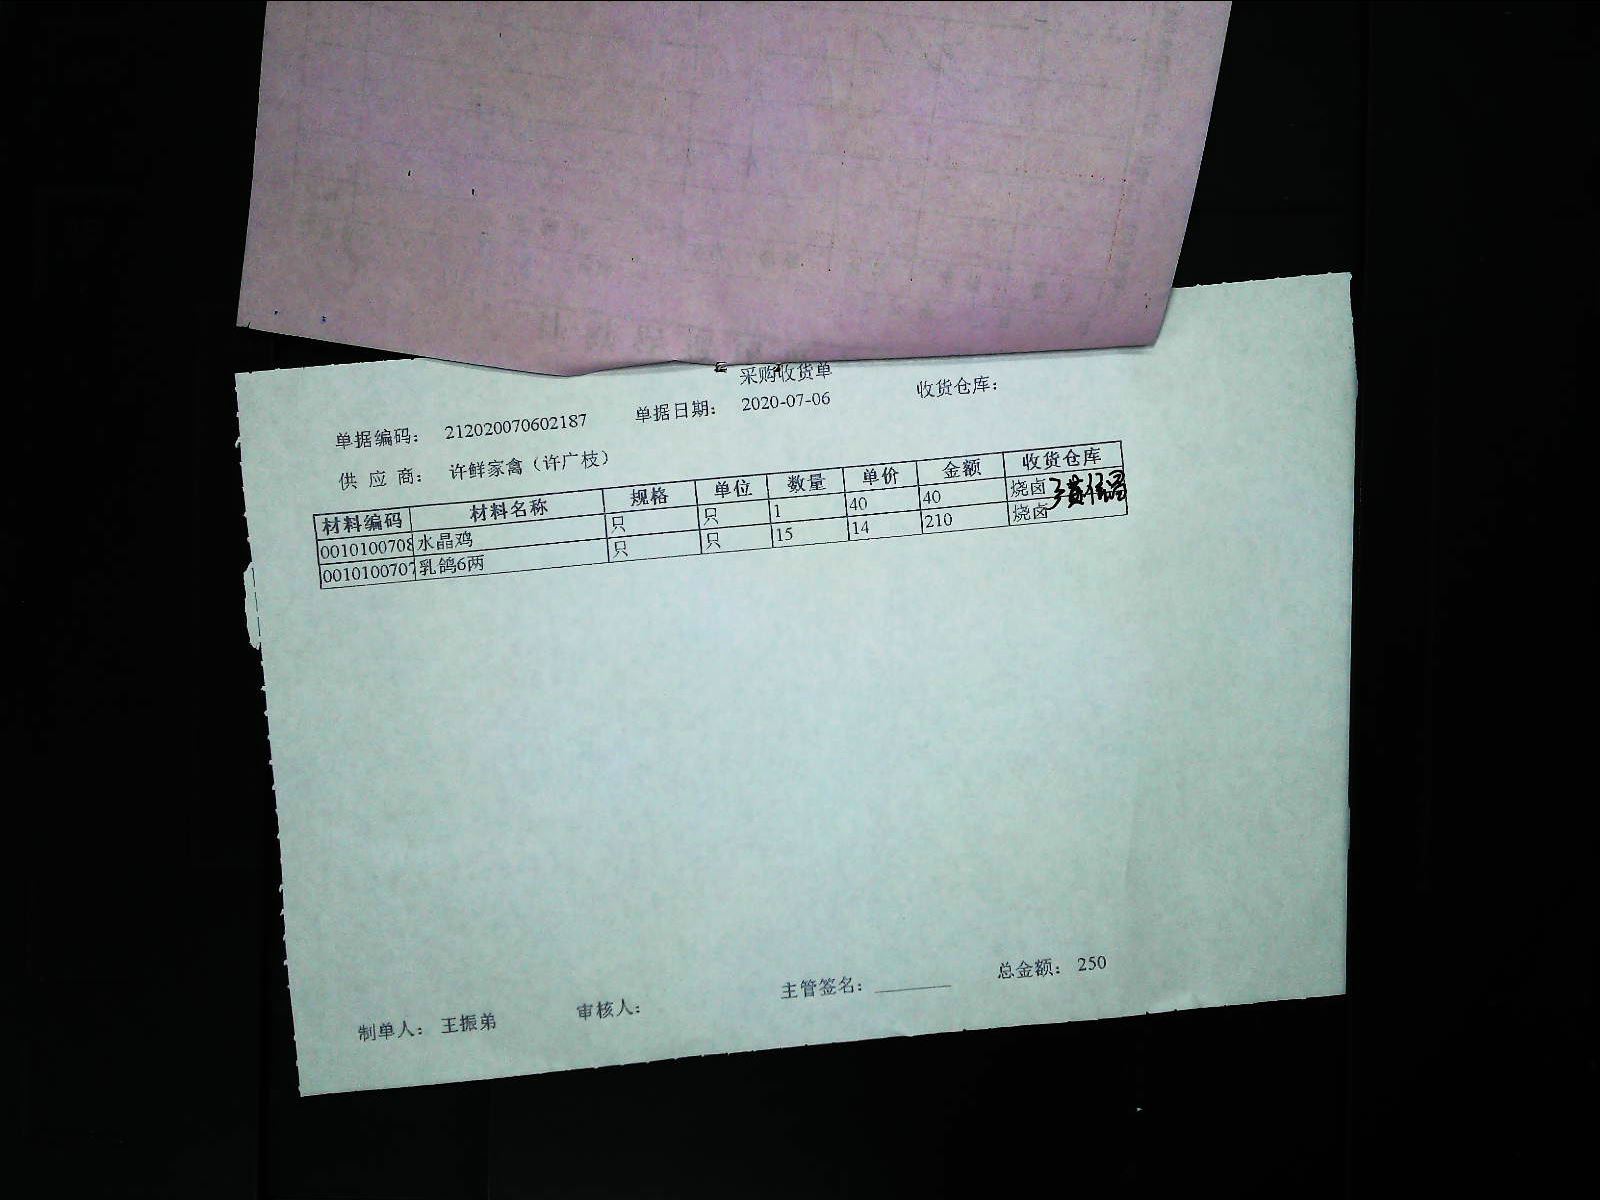 采购收货单
单据编码： 212020070602187 单据日期： 2020-07-06 收货仓库：
供 应 商： 许鲜家禽（许广枝）
材料编码 材料名称 规格 单位 数量 单价 金额 收货仓库
0010100708 水晶鸡 只 只 1 40 40 烧卤
0010100707 乳鸽6两 只 只 15 14 210 烧卤
制单人： 王振弟 审核人： 主管签名： 总金额： 250